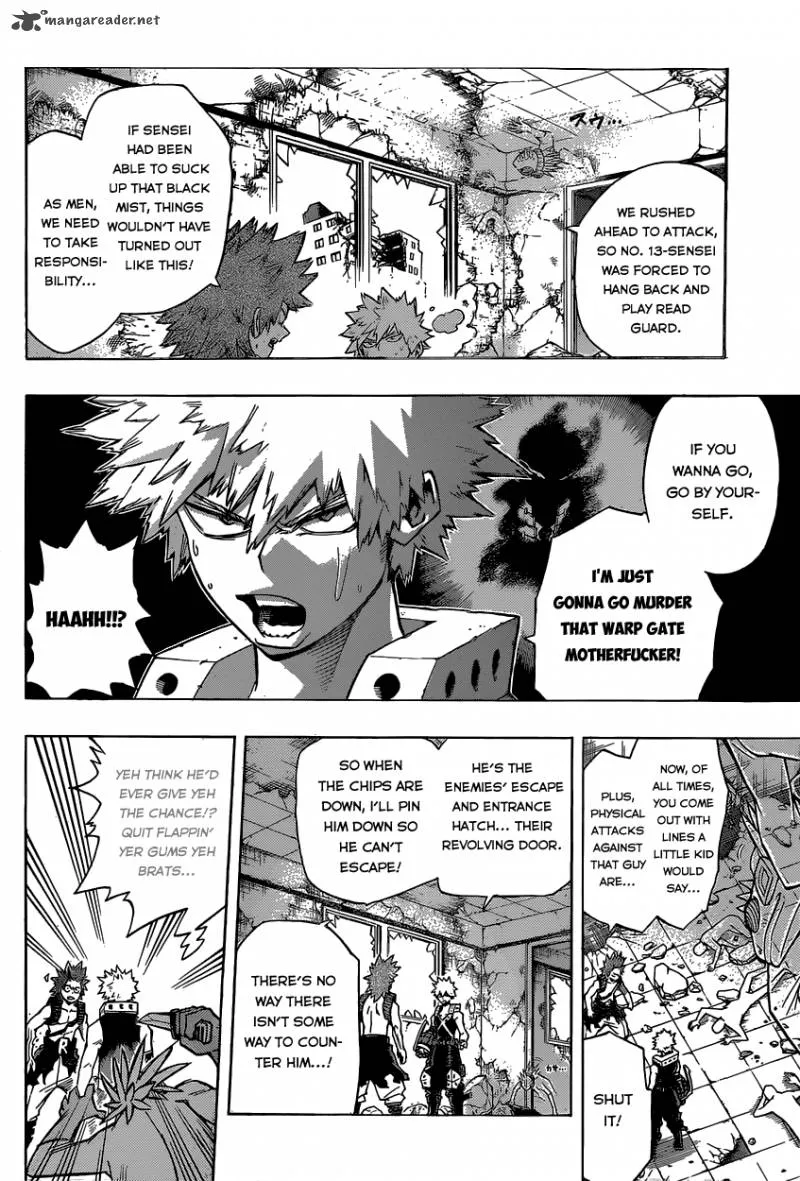 mangareader.net
WE RUSHED
AHEAD TO ATTACK,
SO NO. 13-SENSEI
WAS FORCED TO
HANG BACK AND
PLAY READ
GUARD.
スゥ…
IF SENSEI
HAD BEEN
ABLE TO SUCK
UP THAT BLACK
MIST, THINGS
WOULDN'T HAVE
TURNED OUT
LIKE THIS!
AS MEN,
WE NEED
TO TAKE
RESPONSI-
BILITY...
IF YOU
WANNA GO,
GO BY YOUR-
SELF.
I'M JUST
GONNA GO MURDER
THAT WARP GATE
MOTHERFUCKER!
HAAHH!!?
NOW, OF
ALL TIMES,
YOU COME
OUT WITH
LINES A
LITTLE KID
WOULD
SAY...
PLUS,
PHYSICAL
ATTACKS
AGAINST
THAT GUY
ARE...
SHUT
IT!
HE'S THE
ENEMIES' ESCAPE
AND ENTRANCE
HATCH... THEIR
REVOLVING DOOR.
SO WHEN
THE CHIPS ARE
DOWN, I'LL PIN
HIM DOWN SO
HE CAN'T
ESCAPE!
THERE'S NO
WAY THERE
ISN'T SOME
WAY TO COUN-
TER HIM...!
カサ…
YEH THINK HE'D
EVER GIVE YEH
THE CHANCE!?
QUIT FLAPPIN'
YER GUMS YEH
BRATS...
R